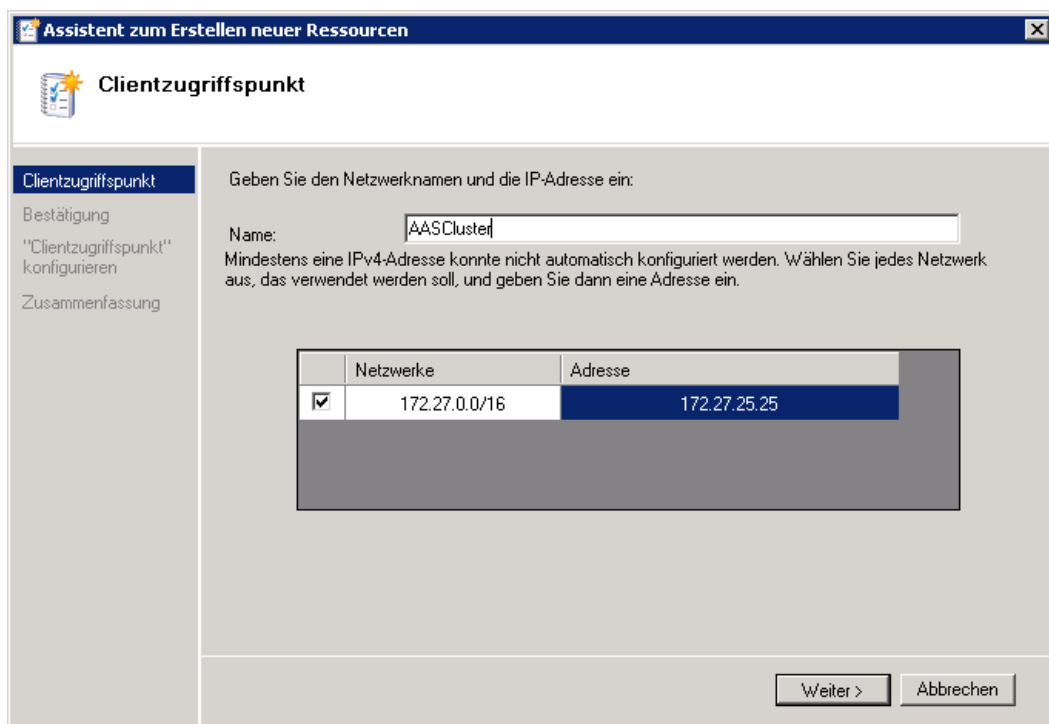 Assistent zum Erstellen neuer Ressourcen
Clientzugriffspunkt
Clientzugriffspunkt
Bestätigung
"Clientzugriffspunkt"
konfigurieren
Zusammenfassung
Geben Sie den Netzwerknamen und die IP-Adresse ein:
Name: AASCluster
Mindestens eine IPv4-Adresse konnte nicht automatisch konfiguriert werden. Wählen Sie jedes Netzwerk
aus, das verwendet werden soll, und geben Sie dann eine Adresse ein.
Netzwerke Adresse
172.27.0.0/16 172.27.25.25
Weiter > Abbrechen